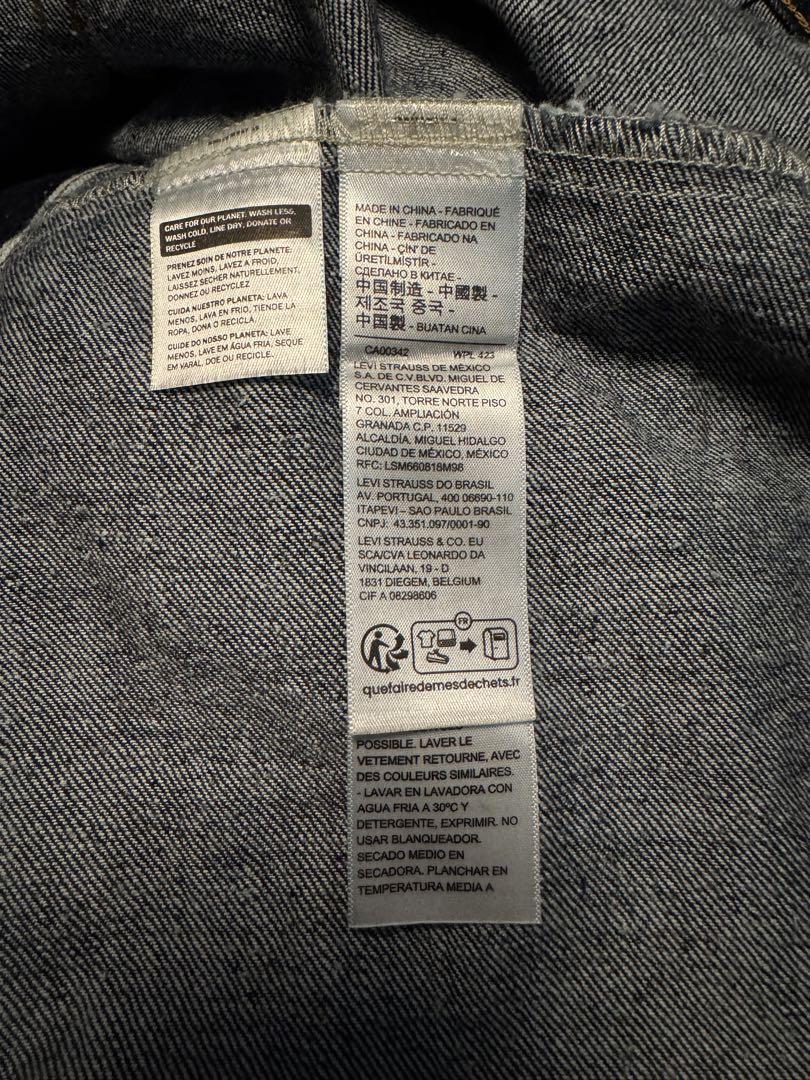 CARE FOR OUR PLANET: WASH LESS,
WASH COLD, LINE DRY, DONATE OR
RECYCLE
PRENEZ SOIN DE NOTRE PLANETE:
LAVEZ MOINS, LAVEZ A FROID,
LAISSEZ SECHER NATURELLEMENT,
DONNEZ OU RECYCLEZ
CUIDA NUESTRO PLANETA: LAVA
MENOS, LAVA EN FRIO, TIENDE LA
ROPA, DONA O RECICLA.
CUIDE DO NOSSO PLANETA: LAVE
MENOS, LAVE EM ÁGUA FRIA, SEQUE
EM VARAL, DOE OU RECICLE.
MADE IN CHINA - FABRIQUÉ
EN CHINE - FABRICADO EN
CHINA - FABRICADO NA
CHINA - ÇİN' DE
ÜRETİLMİŞTİR -
СДЕЛАНО В КИТАЕ -
中国制造 - 中國製 -
제조국 중국 -
中国製 - BUATAN CINA
CA00342 WPL 423
LEVI STRAUSS DE MÉXICO
S.A. DE C.V.BLVD. MIGUEL DE
CERVANTES SAAVEDRA
NO. 301, TORRE NORTE PISO
7 COL. AMPLIACIÓN
GRANADA C.P. 11529
ALCALDÍA. MIGUEL HIDALGO
CIUDAD DE MÉXICO, MÉXICO
RFC: LSM660818M98
LEVI STRAUSS DO BRASIL
AV. PORTUGAL, 400 06690-110
ITAPEVI – SAO PAULO BRASIL
CNPJ: 43.351.097/0001-90
LEVI STRAUSS & CO. EU
SCA/CVA LEONARDO DA
VINCILAAN, 19 - D
1831 DIEGEM, BELGIUM
CIF A 08298606
FR
quefairedemesdechets.fr
POSSIBLE. LAVER LE
VETEMENT RETOURNE, AVEC
DES COULEURS SIMILAIRES.
- LAVAR EN LAVADORA CON
AGUA FRIA A 30ºC Y
DETERGENTE, EXPRIMIR. NO
USAR BLANQUEADOR.
SECADO MEDIO EN
SECADORA. PLANCHAR EN
TEMPERATURA MEDIA A